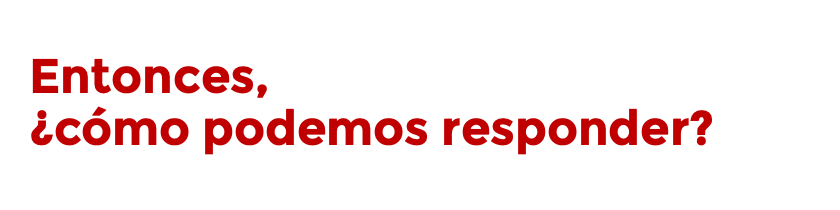 Entonces,
¿cómo podemos responder?